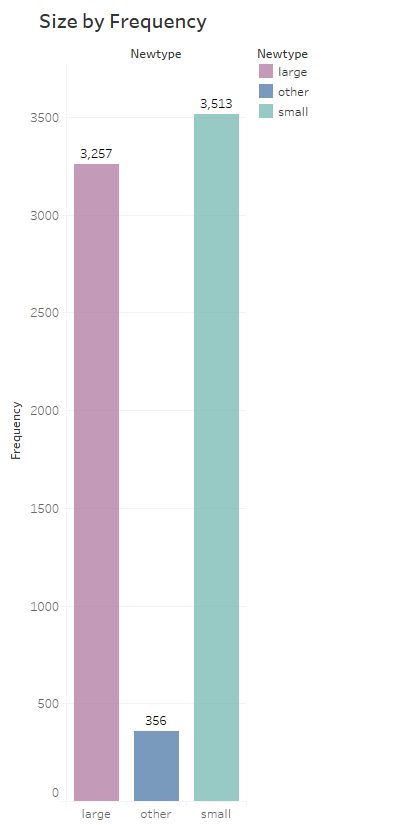 Size by Frequency
Newtype
Newtype
large
other
small
3,513
3,257
3500
3000
2500
2000
Frequency
1500
1000
500
356
0
large other small